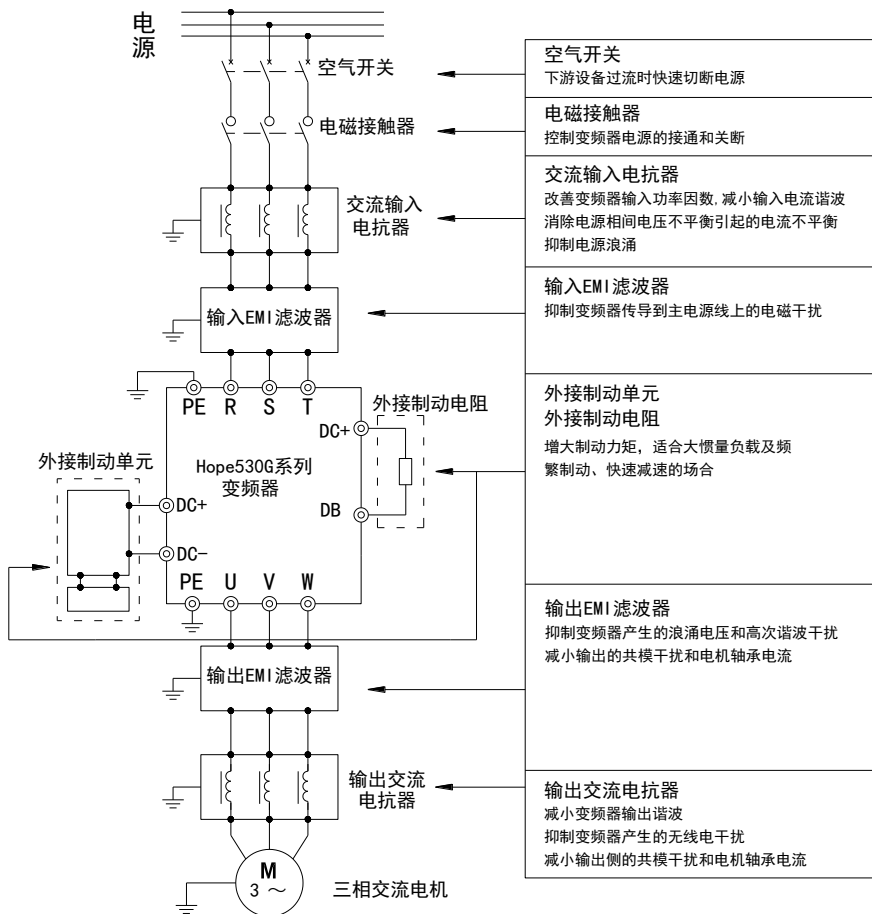 电
源
空气开关
电磁接触器
交流输入
电抗器
输入EMI滤波器
PE R S T
外接制动电阻
DC+
DB
Hope530G系列
变频器
外接制动单元
DC+
DC-
PE U V W
输出EMI滤波器
输出交流
电抗器
M
3 ～
三相交流电机
空气开关
下游设备过流时快速切断电源
电磁接触器
控制变频器电源的接通和关断
交流输入电抗器
改善变频器输入功率因数,减小输入电流谐波
消除电源相间电压不平衡引起的电流不平衡
抑制电源浪涌
输入EMI滤波器
抑制变频器传导到主电源线上的电磁干扰
外接制动单元
外接制动电阻
增大制动力矩，适合大惯量负载及频
繁制动、快速减速的场合
输出EMI滤波器
抑制变频器产生的浪涌电压和高次谐波干扰
减小输出的共模干扰和电机轴承电流
输出交流电抗器
减小变频器输出谐波
抑制变频器产生的无线电干扰
减小输出侧的共模干扰和电机轴承电流